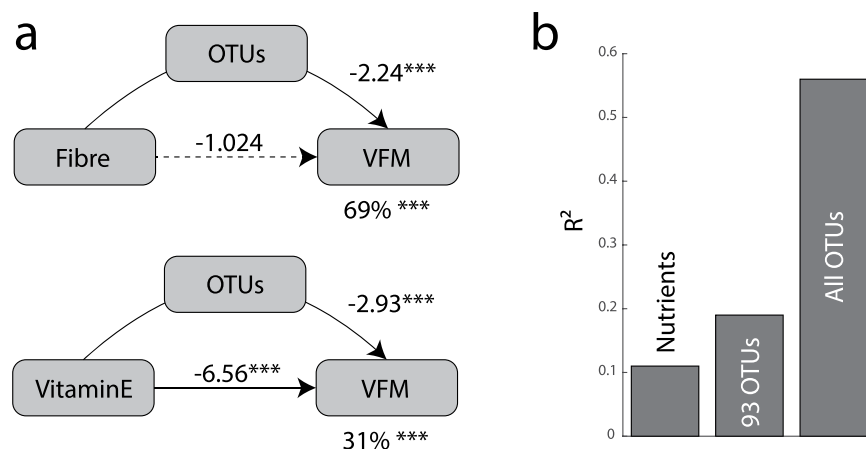 a
OTUs
-2.24***
Fibre
-1.024
VFM
69% ***
OTUs
-2.93***
VitaminE
-6.56***
VFM
31% ***
b
0.6
0.5
0.4
0.3
0.2
0.1
0
R²
Nutrients
93 OTUs
All OTUs